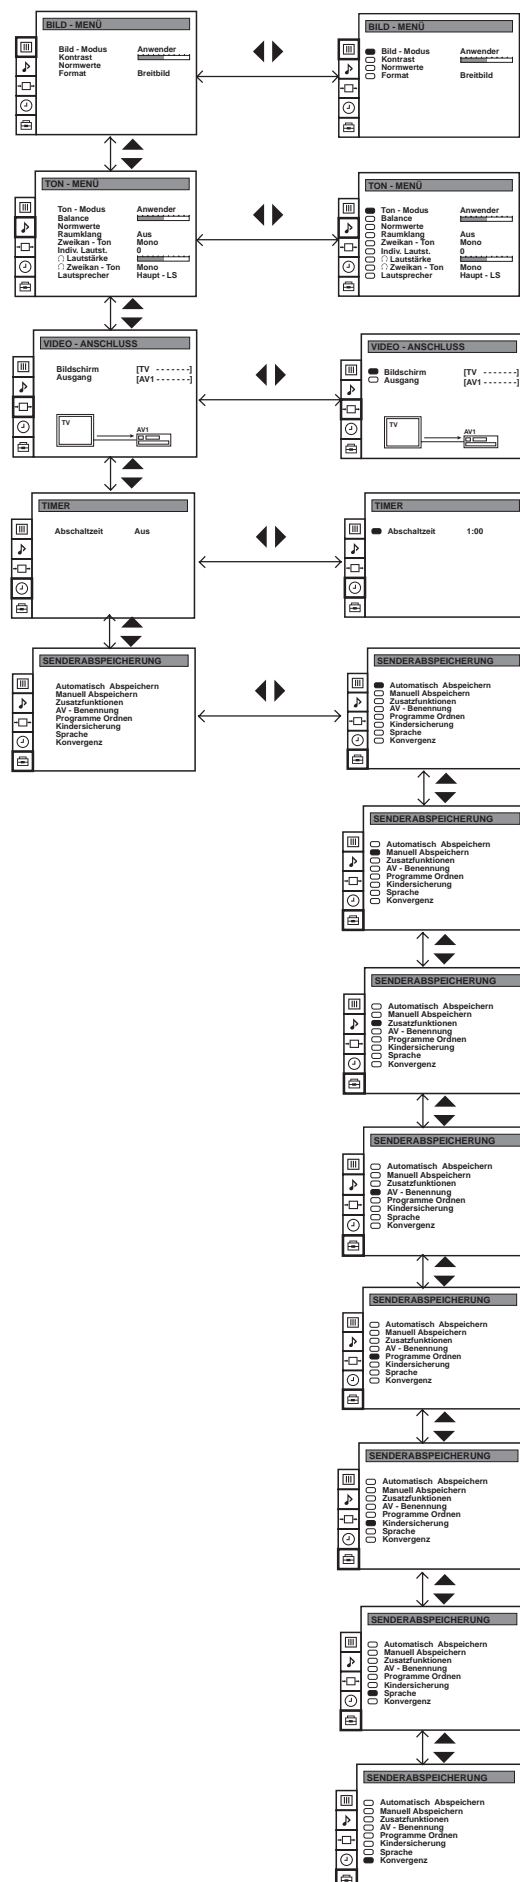 BILD - MENÜ
Bild - Modus Anwender
Kontrast
Normwerte
Format Breitbild
BILD - MENÜ
Bild - Modus Anwender
Kontrast
Normwerte
Format Breitbild
TON - MENÜ
Ton - Modus Anwender
Balance
Normwerte
Raumklang Aus
Zweikan - Ton Mono
Indiv. Lautst. 0
Lautstärke
Zweikan - Ton Mono
Lautsprecher Haupt - LS
TON - MENÜ
Ton - Modus Anwender
Balance
Normwerte
Raumklang Aus
Zweikan - Ton Mono
Indiv. Lautst. 0
Lautstärke
Zweikan - Ton Mono
Lautsprecher Haupt - LS
VIDEO - ANSCHLUSS
Bildschirm [TV -------]
Ausgang [AV1 ------]
TV
AV1
VIDEO - ANSCHLUSS
Bildschirm [TV -------]
Ausgang [AV1 ------]
TV
AV1
TIMER
Abschaltzeit Aus
TIMER
Abschaltzeit 1:00
SENDERABSPEICHERUNG
Automatisch Abspeichern
Manuell Abspeichern
Zusatzfunktionen
AV - Benennung
Programme Ordnen
Kindersicherung
Sprache
Konvergenz
SENDERABSPEICHERUNG
Automatisch Abspeichern
Manuell Abspeichern
Zusatzfunktionen
AV - Benennung
Programme Ordnen
Kindersicherung
Sprache
Konvergenz
SENDERABSPEICHERUNG
Automatisch Abspeichern
Manuell Abspeichern
Zusatzfunktionen
AV - Benennung
Programme Ordnen
Kindersicherung
Sprache
Konvergenz
SENDERABSPEICHERUNG
Automatisch Abspeichern
Manuell Abspeichern
Zusatzfunktionen
AV - Benennung
Programme Ordnen
Kindersicherung
Sprache
Konvergenz
SENDERABSPEICHERUNG
Automatisch Abspeichern
Manuell Abspeichern
Zusatzfunktionen
AV - Benennung
Programme Ordnen
Kindersicherung
Sprache
Konvergenz
SENDERABSPEICHERUNG
Automatisch Abspeichern
Manuell Abspeichern
Zusatzfunktionen
AV - Benennung
Programme Ordnen
Kindersicherung
Sprache
Konvergenz
SENDERABSPEICHERUNG
Automatisch Abspeichern
Manuell Abspeichern
Zusatzfunktionen
AV - Benennung
Programme Ordnen
Kindersicherung
Sprache
Konvergenz
SENDERABSPEICHERUNG
Automatisch Abspeichern
Manuell Abspeichern
Zusatzfunktionen
AV - Benennung
Programme Ordnen
Kindersicherung
Sprache
Konvergenz
SENDERABSPEICHERUNG
Automatisch Abspeichern
Manuell Abspeichern
Zusatzfunktionen
AV - Benennung
Programme Ordnen
Kindersicherung
Sprache
Konvergenz